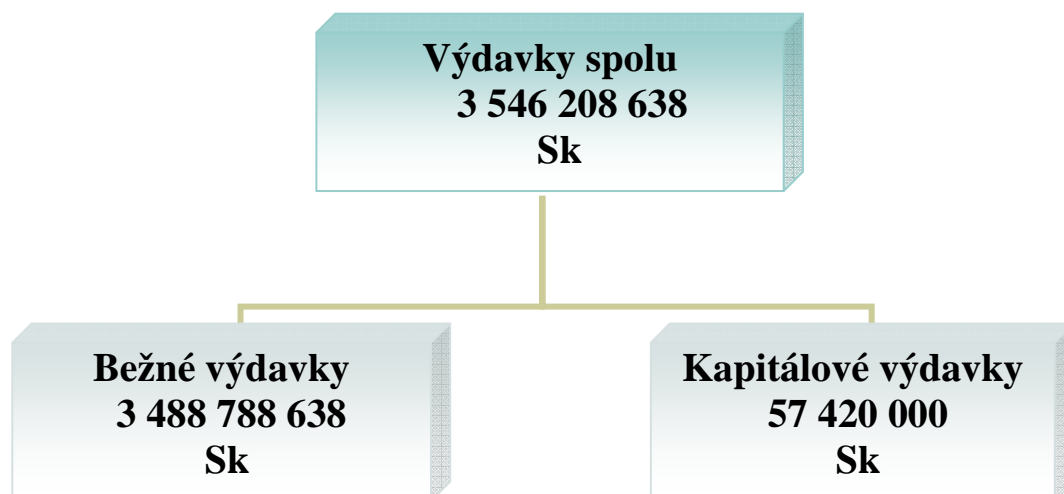 Výdavky spolu
3 546 208 638
Sk
Bežné výdavky
3 488 788 638
Sk
Kapitálové výdavky
57 420 000
Sk